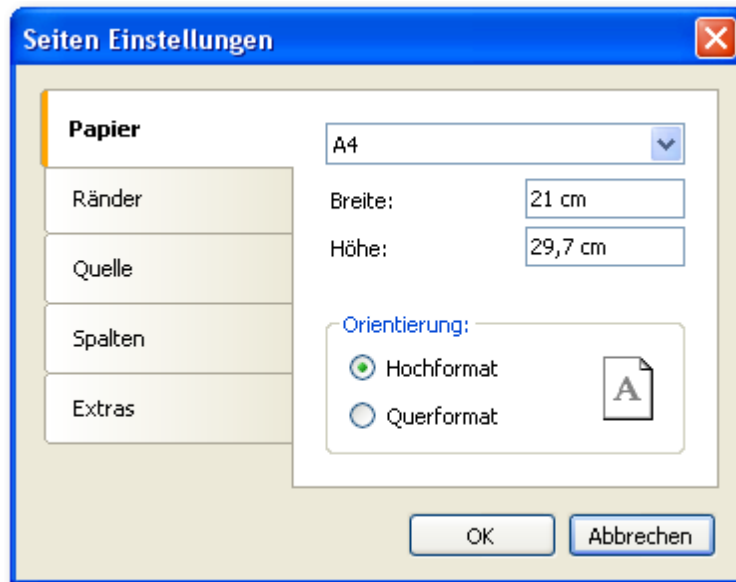 Seiten Einstellungen
Papier
Ränder
Quelle
Spalten
Extras
A4
Breite: 21 cm
Höhe: 29,7 cm
Orientierung:
Hochformat
Querformat
A
OK Abbrechen